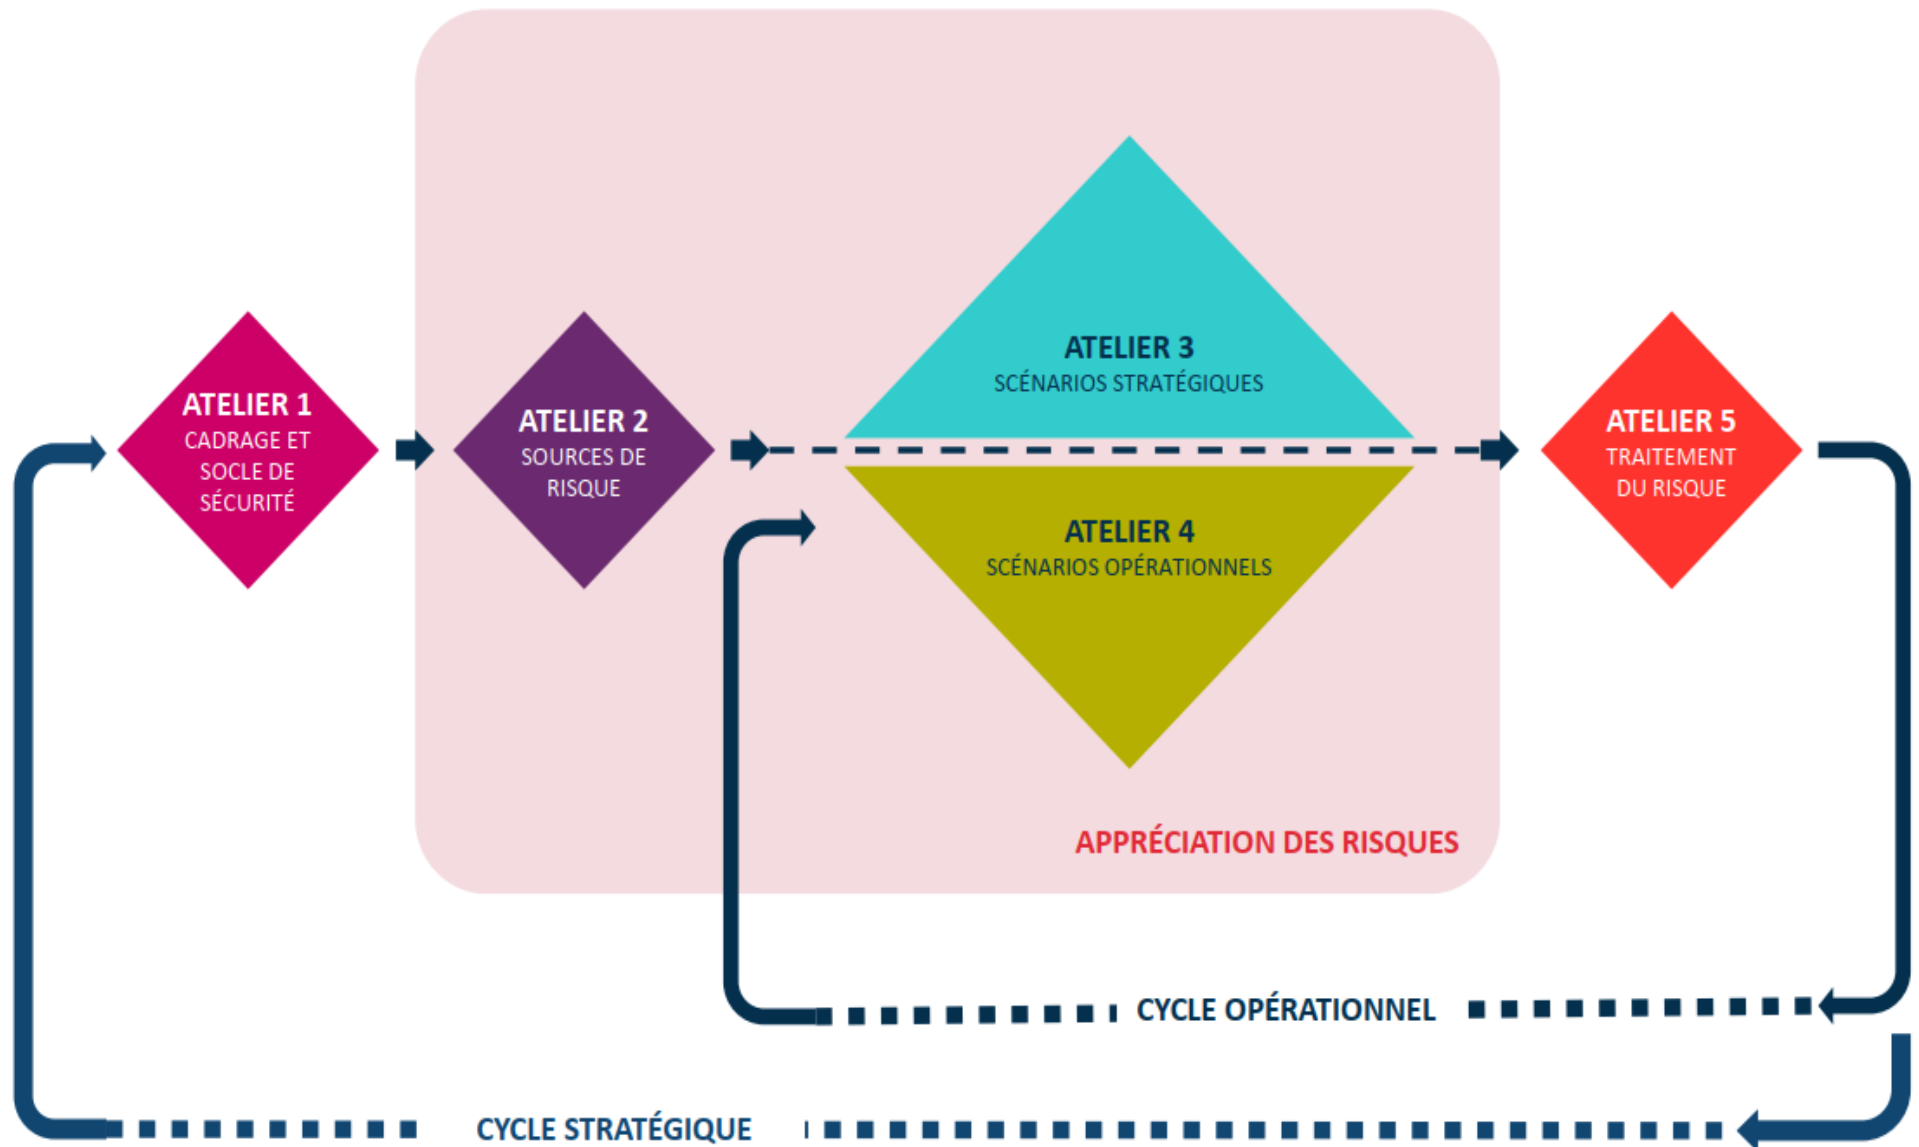 ATELIER 1
CADRAGE ET
SOCLE DE
SÉCURITÉ
ATELIER 2
SOURCES DE
RISQUE
ATELIER 3
SCÉNARIOS STRATÉGIQUES
ATELIER 4
SCÉNARIOS OPÉRATIONNELS
ATELIER 5
TRAITEMENT
DU RISQUE
APPRÉCIATION DES RISQUES
CYCLE OPÉRATIONNEL
CYCLE STRATÉGIQUE